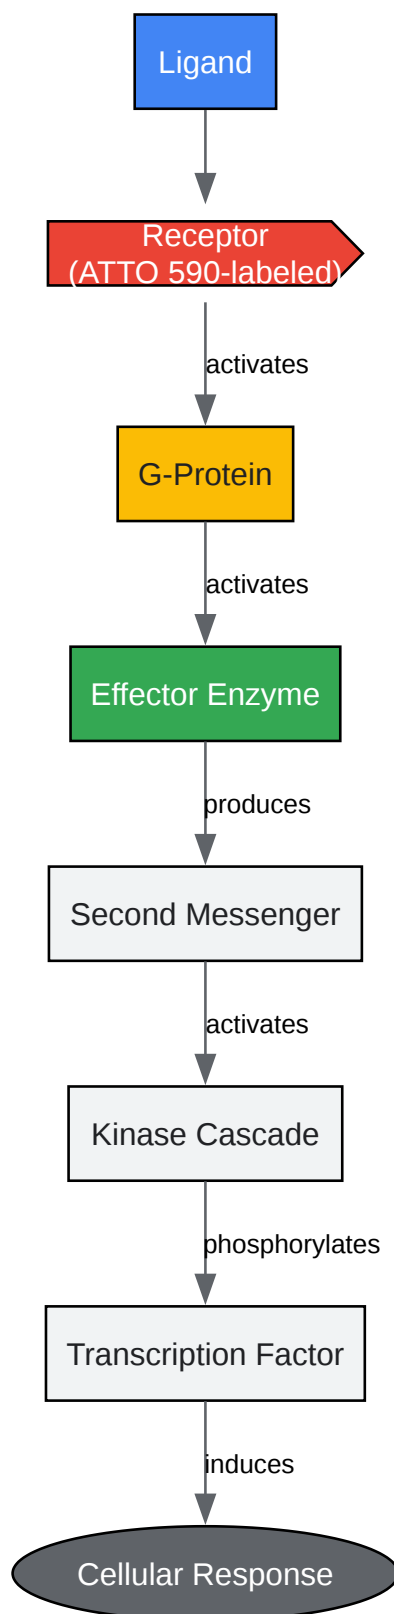 Ligand
Receptor
(ATTO 590-labeled)
activates
G-Protein
activates
Effector Enzyme
produces
Second Messenger
activates
Kinase Cascade
phosphorylates
Transcription Factor
induces
Cellular Response